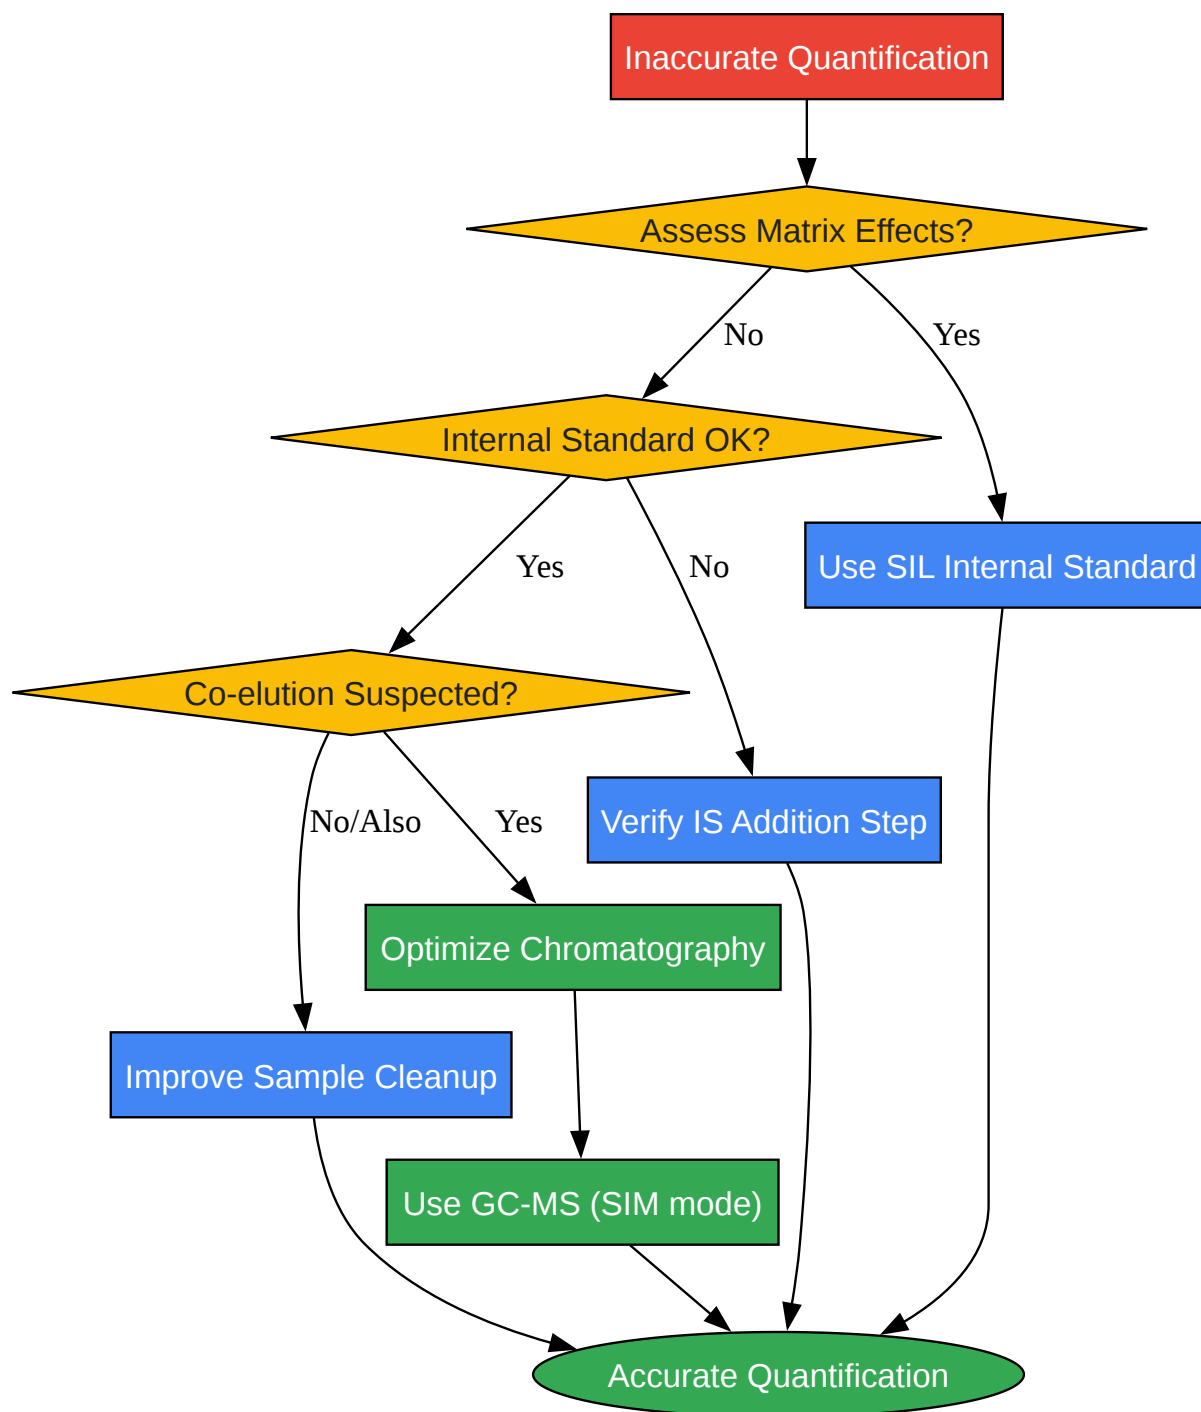 Inaccurate Quantification
Assess Matrix Effects?
No
Yes
Internal Standard OK?
Yes
No
Use SIL Internal Standard
Co-elution Suspected?
No/Also
Yes
Verify IS Addition Step
Optimize Chromatography
Improve Sample Cleanup
Use GC-MS (SIM mode)
Accurate Quantification